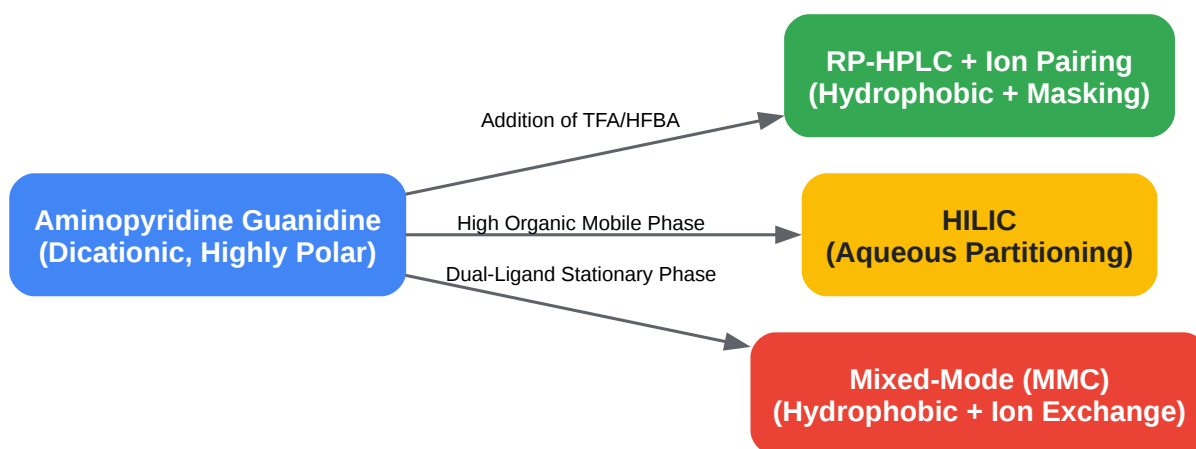 RP-HPLC + Ion Pairing
(Hydrophobic + Masking)
Addition of TFA/HFBA
Aminopyridine Guanidine
(Dicationic, Highly Polar)
High Organic Mobile Phase
HILIC
(Aqueous Partitioning)
Dual-Ligand Stationary Phase
Mixed-Mode (MMC)
(Hydrophobic + Ion Exchange)